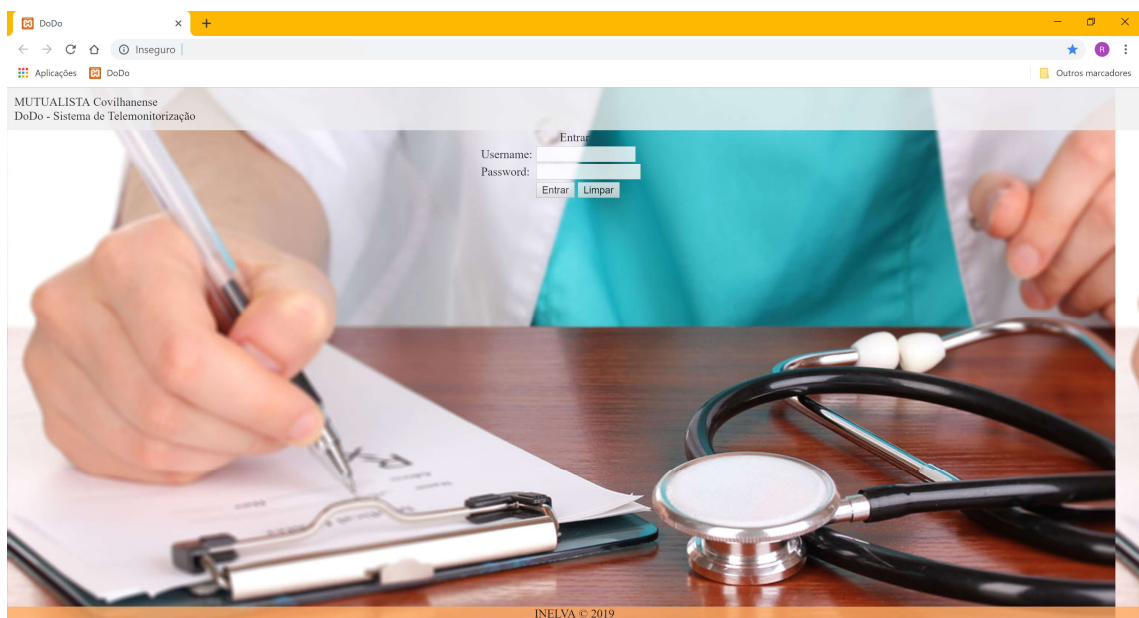 DoDo
Inseguro
R
Aplicações
DoDo
Outros marcadores
MUTUALISTA Covilhanense
DoDo - Sistema de Telemonitorização
Entrar
Username:
Password:
Entrar Limpar
INELVA © 2019